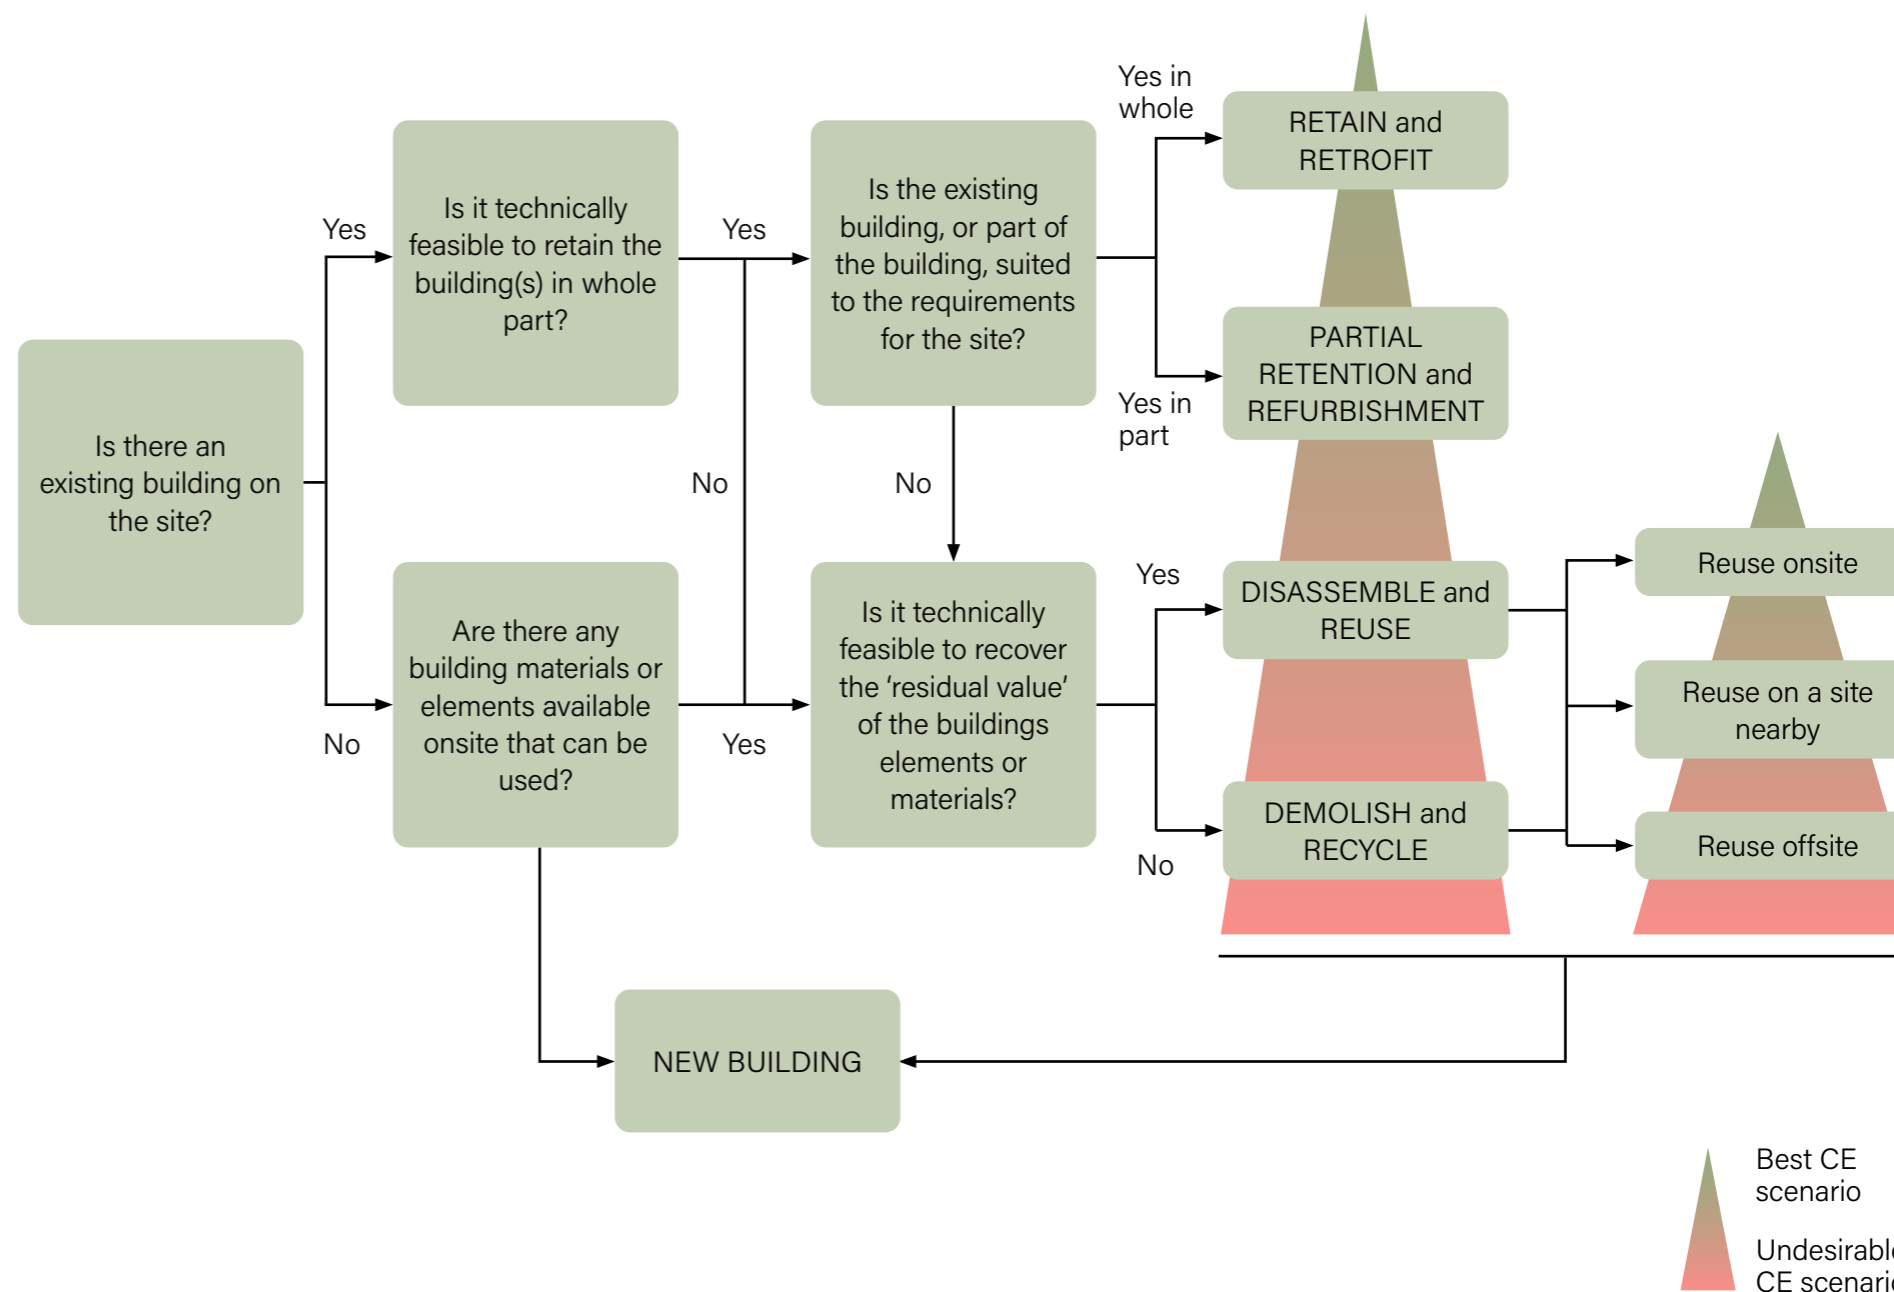 Is there an
existing building on
the site?
Yes
No
Is it technically
feasible to retain the
building(s) in whole
part?
Are there any
building materials or
elements available
onsite that can be
used?
Yes
No
Yes
Is the existing
building, or part of
the building, suited
to the requirements
for the site?
No
Is it technically
feasible to recover
the ‘residual value’
of the buildings
elements or
materials?
Yes in
whole
Yes in
part
Yes
No
RETAIN and
RETROFIT
PARTIAL
RETENTION and
REFURBISHMENT
DISASSEMBLE and
REUSE
DEMOLISH and
RECYCLE
Reuse onsite
Reuse on a site
nearby
Reuse offsite
NEW BUILDING
Best CE
scenario
Undesirable
CE scenario